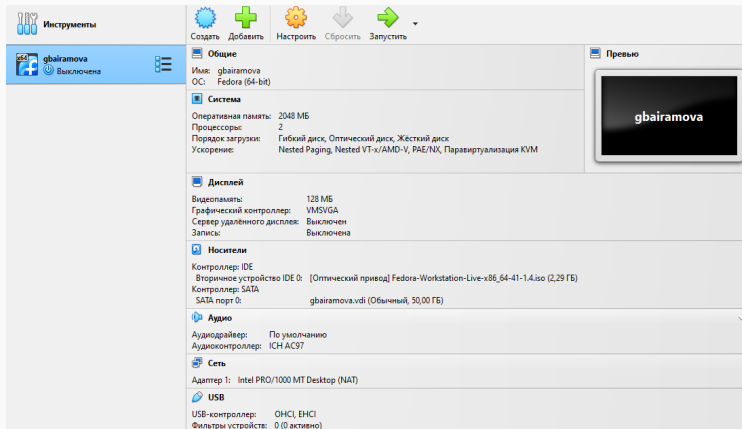 Инструменты
Создать Добавить Настроить Сбросить Запустить
x64
gbairamova
Выключена
Общие
Имя: gbairamova
ОС: Fedora (64-bit)
Превью
gbairamova
Система
Оперативная память: 2048 МБ
Процессоры: 2
Порядок загрузки: Гибкий диск, Оптический диск, Жёсткий диск
Ускорение: Nested Paging, Nested VT-x/AMD-V, PAE/NX, Паравиртуализация KVM
Дисплей
Видеопамять: 128 МБ
Графический контроллер: VMSVGA
Сервер удалённого дисплея: Выключен
Запись: Выключена
Носители
Контроллер: IDE
Вторичное устройство IDE 0: [Оптический привод] Fedora-Workstation-Live-x86_64-41-1.4.iso (2,29 ГБ)
Контроллер: SATA
SATA порт 0: gbairamova.vdi (Обычный, 50,00 ГБ)
Аудио
Аудиодрайвер: По умолчанию
Аудиоконтроллер: ICH AC97
Сеть
Адаптер 1: Intel PRO/1000 MT Desktop (NAT)
USB
USB-контроллер: OHCI, EHCI
Фильтры устройств: 0 (0 активно)